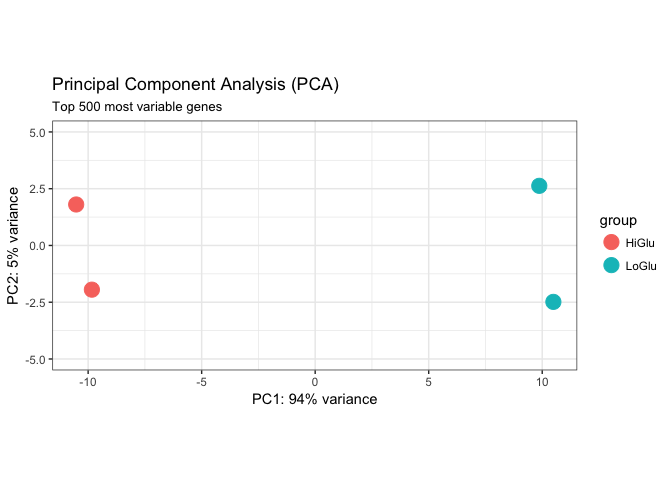 Principal Component Analysis (PCA)
Top 500 most variable genes
PC2: 5% variance
5.0
2.5
0.0
-2.5
-5.0
-10
-5
0
5
10
PC1: 94% variance
group
HiGlu
LoGlu